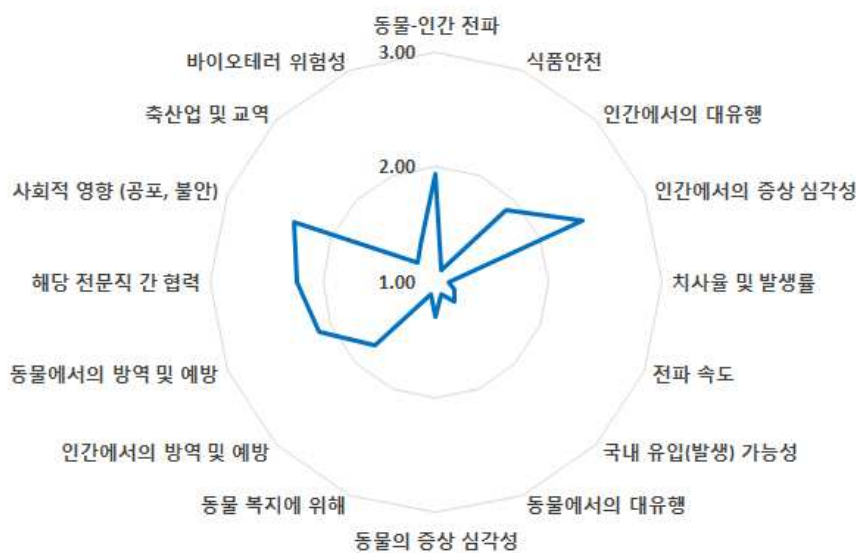 동물-인간 전파
3.00
바이오테러 위험성
식품안전
축산업 및 교역
인간에서의 대유행
2.00
사회적 영향 (공포, 불안)
인간에서의 증상 심각성
해당 전문직 간 협력
1.00
치사율 및 발생률
동물에서의 방역 및 예방
전파 속도
인간에서의 방역 및 예방
국내 유입(발생) 가능성
동물 복지에 위해
동물에서의 대유행
동물의 증상 심각성